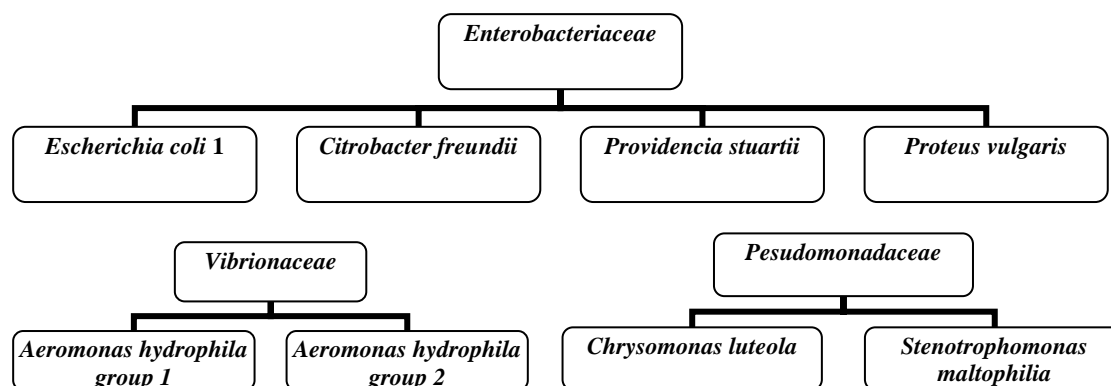 Enterobacteriaceae
Escherichia coli 1
Citrobacter freundii
Providencia stuartii
Proteus vulgaris
Vibrionaceae
Pesudomonadaceae
Aeromonas hydrophila
group 1
Aeromonas hydrophila
group 2
Chrysomonas luteola
Stenotrophomonas
maltophilia